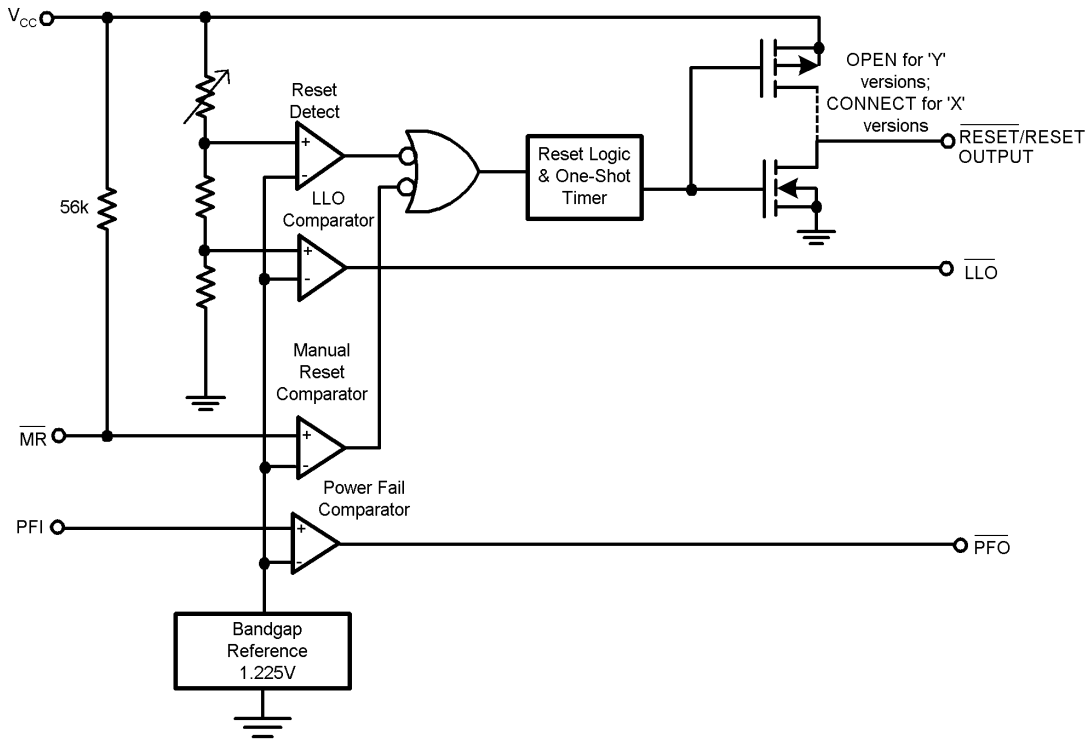 VCC
OPEN for 'Y'
versions;
CONNECT for 'X'
versions
Reset
Detect
+
-
RESET/RESET
OUTPUT
Reset Logic
& One-Shot
Timer
56k
LLO
Comparator
+
-
LLO
Manual
Reset
Comparator
MR
+
-
Power Fail
Comparator
PFI
+
-
PFO
Bandgap
Reference
1.225V